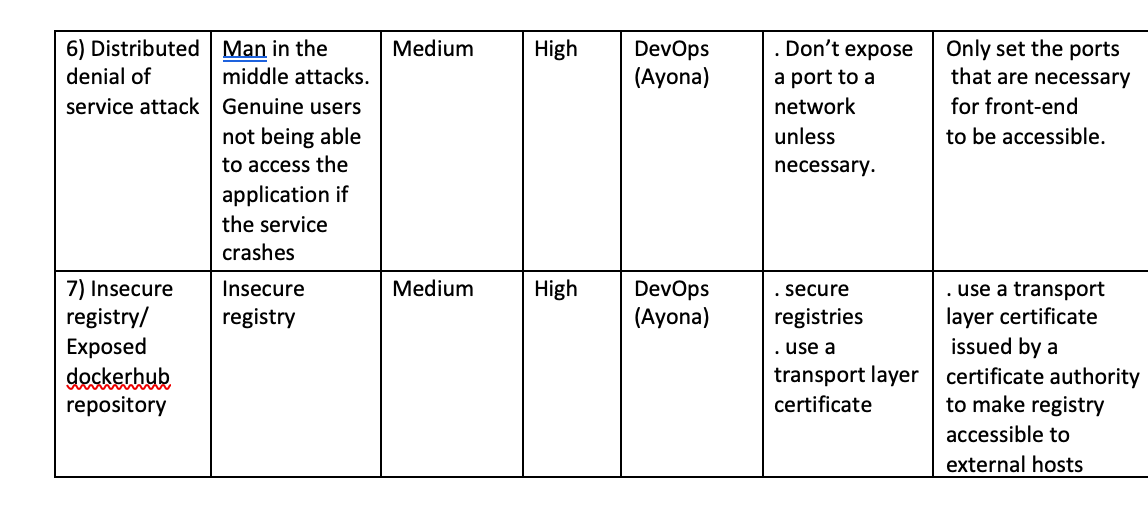 6) Distributed
denial of
service attack
Man in the
middle attacks.
Genuine users
not being able
to access the
application if
the service
crashes
Medium
High
DevOps
(Ayona)
. Don’t expose
a port to a
network
unless
necessary.
Only set the ports
that are necessary
for front-end
to be accessible.
7) Insecure
registry/
Exposed
dockerhub
repository
Insecure
registry
Medium
High
DevOps
(Ayona)
. secure
registries
. use a
transport layer
certificate
. use a transport
layer certificate
issued by a
certificate authority
to make registry
accessible to
external hosts